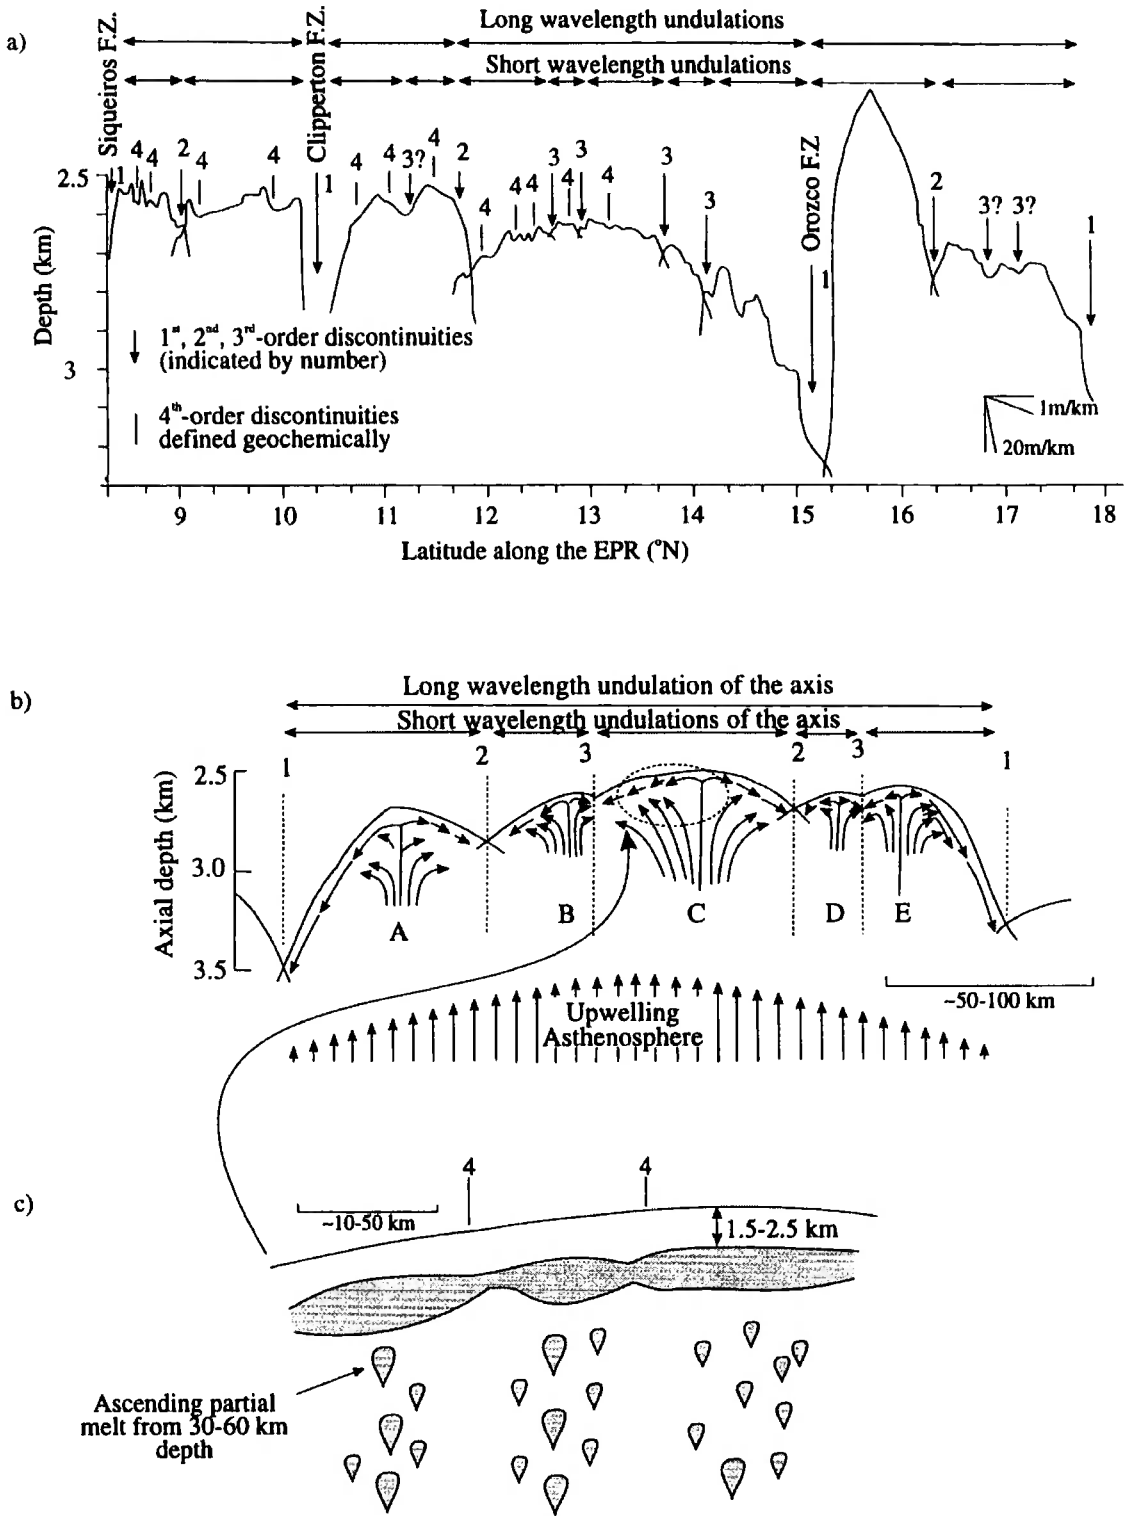 a)
Long wavelength undulations
Short wavelength undulations
Siqueiros F.Z.
Clipperton F.Z.
Orozco F.Z
1
4
4
2
4
4
1
4
4
3?
4
2
4
4
4
3
4
3
4
3
3
1
2
3?
3?
1
2.5
3
Depth (km)
1st, 2nd, 3rd-order discontinuities
(indicated by number)
4th-order discontinuities
defined geochemically
1m/km
20m/km
9 10 11 12 13 14 15 16 17 18
Latitude along the EPR (°N)
b)
Long wavelength undulation of the axis
Short wavelength undulations of the axis
1
2
3
2
3
1
2.5
3.0
3.5
Axial depth (km)
A B C D E
~50-100 km
Upwelling
Asthenosphere
c)
4
4
~10-50 km
1.5-2.5 km
Ascending partial
melt from 30-60 km
depth